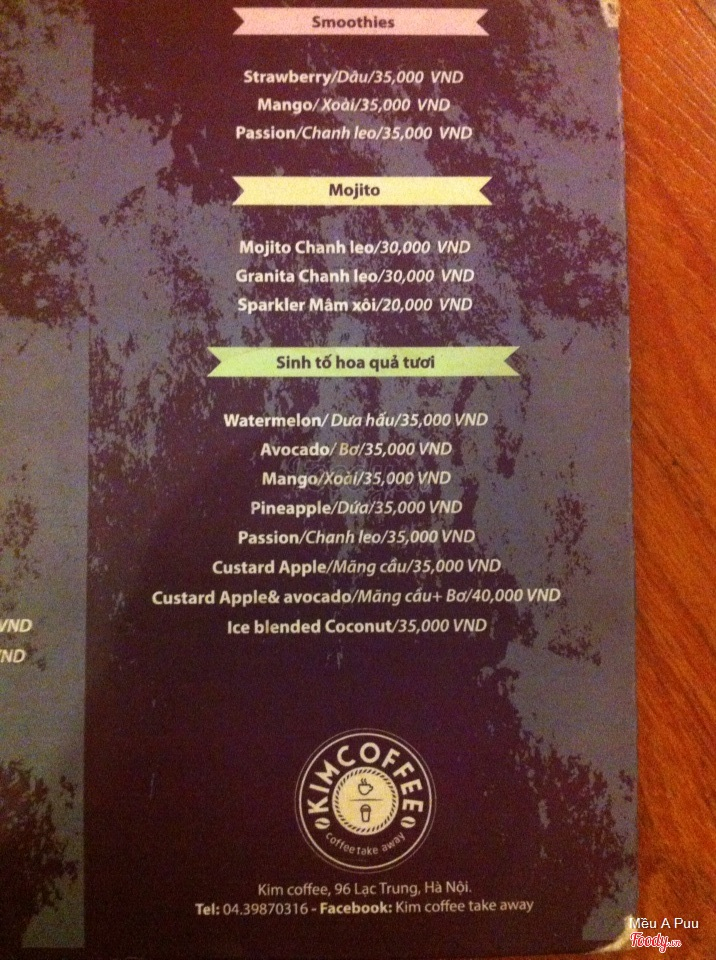 Smoothies
Strawberry/Dâu/35,000 VND
Mango/Xoài/35,000 VND
Passion/Chanh leo/35,000 VND
Mojito
Mojito Chanh leo/30,000 VND
Granita Chanh leo/30,000 VND
Sparkler Mâm xôi/20,000 VND
Sinh tố hoa quả tươi
Watermelon/ Dưa hấu/35,000 VND
Avocado/ Bơ/35,000 VND
Mango/Xoài/35,000 VND
Pineapple/Dứa/35,000 VND
Passion/Chanh leo/35,000 VND
Custard Apple/Mãng cầu/35,000 VND
Custard Apple& avocado/Mãng cầu+ Bơ/40,000 VND
Ice blended Coconut/35,000 VND
VND
VND
KIMCOFFEE
coffee take away
Kim coffee, 96 Lạc Trung, Hà Nội.
Tel: 04.39870316 - Facebook: Kim coffee take away
Mều A Puu
Foody.vn